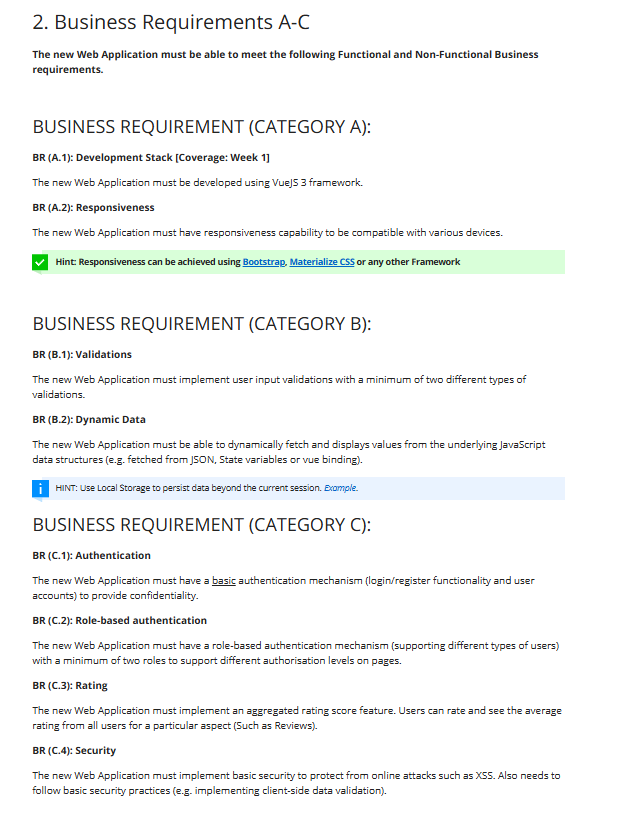 2. Business Requirements A-C
The new Web Application must be able to meet the following Functional and Non-Functional Business
requirements.
BUSINESS REQUIREMENT (CATEGORY A):
BR (A.1): Development Stack [Coverage: Week 1]
The new Web Application must be developed using VueJS 3 framework.
BR (A.2): Responsiveness
The new Web Application must have responsiveness capability to be compatible with various devices.
Hint: Responsiveness can be achieved using Bootstrap, Materialize CSS or any other Framework
BUSINESS REQUIREMENT (CATEGORY B):
BR (B.1): Validations
The new Web Application must implement user input validations with a minimum of two different types of
validations.
BR (B.2): Dynamic Data
The new Web Application must be able to dynamically fetch and displays values from the underlying JavaScript
data structures (e.g. fetched from JSON, State variables or vue binding).
HINT: Use Local Storage to persist data beyond the current session. Example.
BUSINESS REQUIREMENT (CATEGORY C):
BR (C.1): Authentication
The new Web Application must have a basic authentication mechanism (login/register functionality and user
accounts) to provide confidentiality.
BR (C.2): Role-based authentication
The new Web Application must have a role-based authentication mechanism (supporting different types of users)
with a minimum of two roles to support different authorisation levels on pages.
BR (C.3): Rating
The new Web Application must implement an aggregated rating score feature. Users can rate and see the average
rating from all users for a particular aspect (Such as Reviews).
BR (C.4): Security
The new Web Application must implement basic security to protect from online attacks such as XSS. Also needs to
follow basic security practices (e.g. implementing client-side data validation).